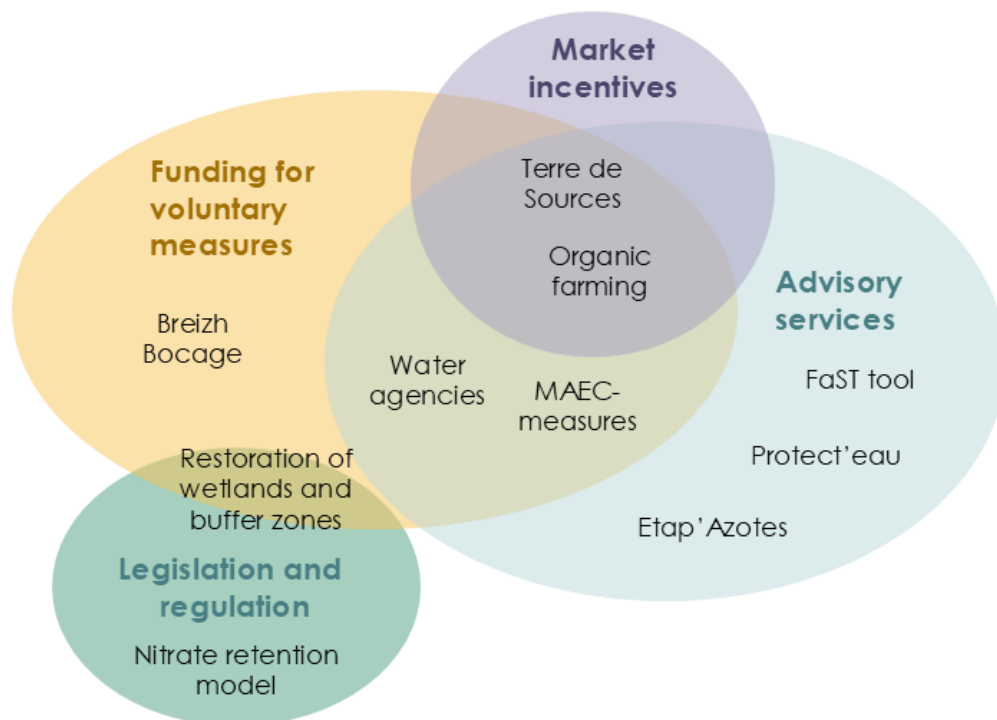 Market
incentives
Funding for
voluntary
measures
Terre de
Sources
Organic
farming
Advisory
services
Breizh
Bocage
Water
agencies
MAEC-
measures
FaST tool
Protect'eau
Etap'Azotes
Restoration of
wetlands and
buffer zones
Legislation and
regulation
Nitrate retention
model